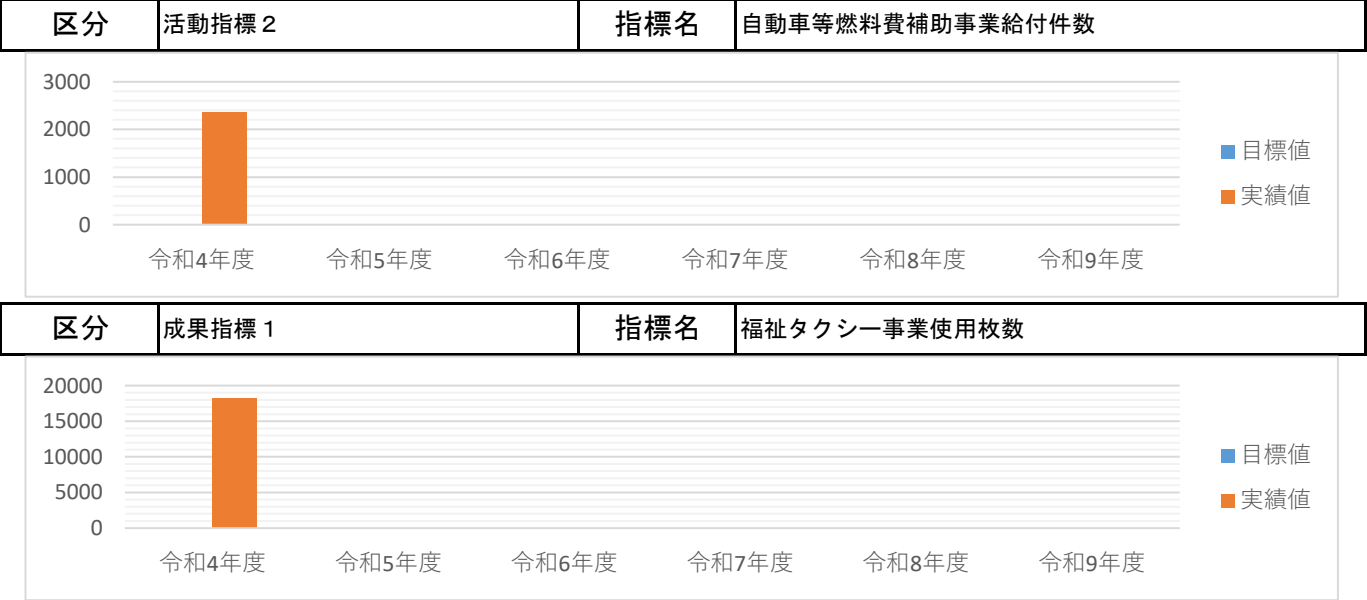 区分 活動指標２ 指標名 自動車等燃料費補助事業給付件数
3000
2000
1000
0
令和4年度 令和5年度 令和6年度 令和7年度 令和8年度 令和9年度
目標値
実績値
区分 成果指標１ 指標名 福祉タクシー事業使用枚数
20000
15000
10000
5000
0
令和4年度 令和5年度 令和6年度 令和7年度 令和8年度 令和9年度
目標値
実績値